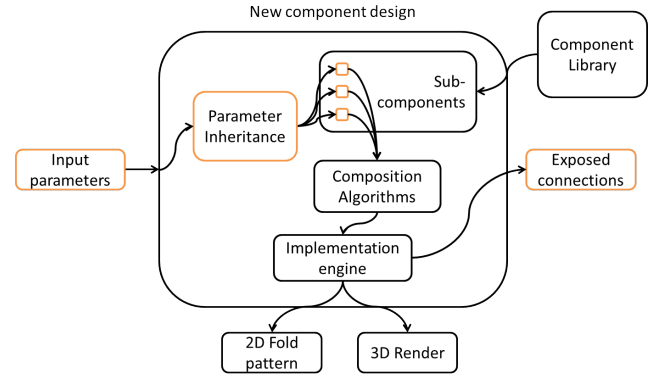 New component design
Component
Library
Sub-
components
Parameter
Inheritance
Input
parameters
Composition
Algorithms
Exposed
connections
Implementation
engine
2D Fold
pattern
3D Render